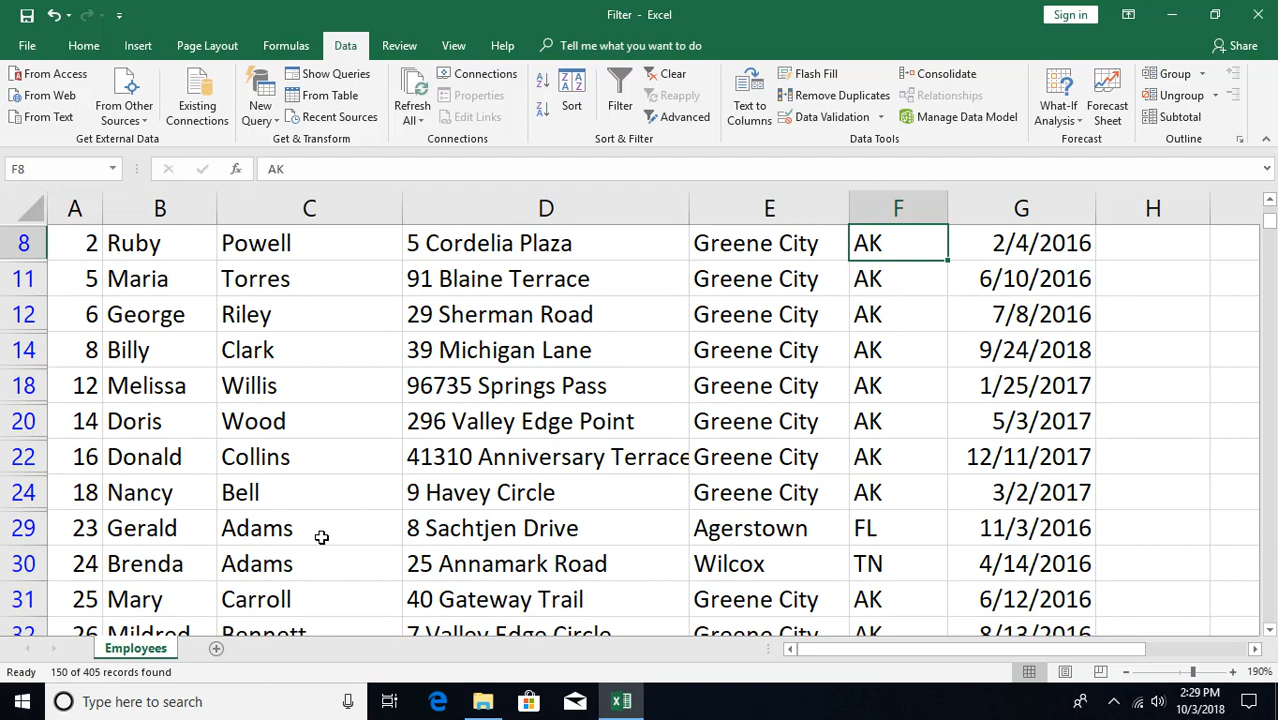 Filter - Excel
Sign in
File Home Insert Page Layout Formulas Data Review View Help Tell me what you want to do Share
From Access
From Web
From Text
From Other Sources
Existing Connections
Get External Data
New Query
Show Queries
From Table
Recent Sources
Get & Transform
Refresh All
Connections
Properties
Edit Links
Connections
Sort
Filter
Clear
Reapply
Advanced
Sort & Filter
Text to Columns
Flash Fill
Remove Duplicates
Data Validation
Consolidate
Relationships
Manage Data Model
Data Tools
What-If Analysis
Forecast Sheet
Forecast
Group
Ungroup
Subtotal
Outline
F8 fx AK
A B C D E F G H
8 2 Ruby Powell 5 Cordelia Plaza Greene City AK 2/4/2016
11 5 Maria Torres 91 Blaine Terrace Greene City AK 6/10/2016
12 6 George Riley 29 Sherman Road Greene City AK 7/8/2016
14 8 Billy Clark 39 Michigan Lane Greene City AK 9/24/2018
18 12 Melissa Willis 96735 Springs Pass Greene City AK 1/25/2017
20 14 Doris Wood 296 Valley Edge Point Greene City AK 5/3/2017
22 16 Donald Collins 41310 Anniversary Terrace Greene City AK 12/11/2017
24 18 Nancy Bell 9 Havey Circle Greene City AK 3/2/2017
29 23 Gerald Adams 8 Sachtjen Drive Agerstown FL 11/3/2016
30 24 Brenda Adams 25 Annamark Road Wilcox TN 4/14/2016
31 25 Mary Carroll 40 Gateway Trail Greene City AK 6/12/2016
32 26 Mildred Bennett 7 Valley Edge Circle Greene City AK 8/13/2016
Employees
Ready 150 of 405 records found 190%
Type here to search
2:29 PM
10/3/2018